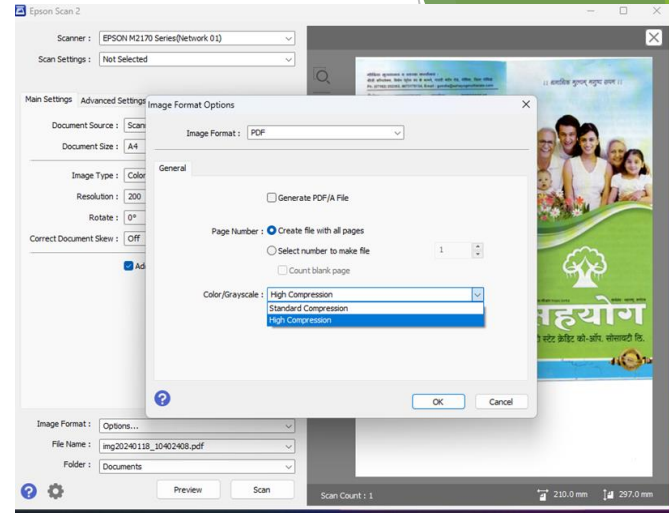 Epson Scan 2
Scanner : EPSON M2170 Series(Network 01)
Scan Settings : Not Selected
Main Settings Advanced Settings
Document Source : Scan
Document Size : A4
Image Type : Color
Resolution : 200
Rotate : 0°
Correct Document Skew : Off
Ad
Image Format : Options...
File Name : img20240118_10402408.pdf
Folder : Documents
Preview Scan
Image Format Options
Image Format : PDF
General
Generate PDF/A File
Page Number : Create file with all pages
Select number to make file 1
Count blank page
Color/Grayscale : High Compression
Standard Compression
High Compression
OK Cancel
हयोग
स्टेट क्रेडिट को-ऑप. सोसायटी लि.
Scan Count : 1 210.0 mm 297.0 mm